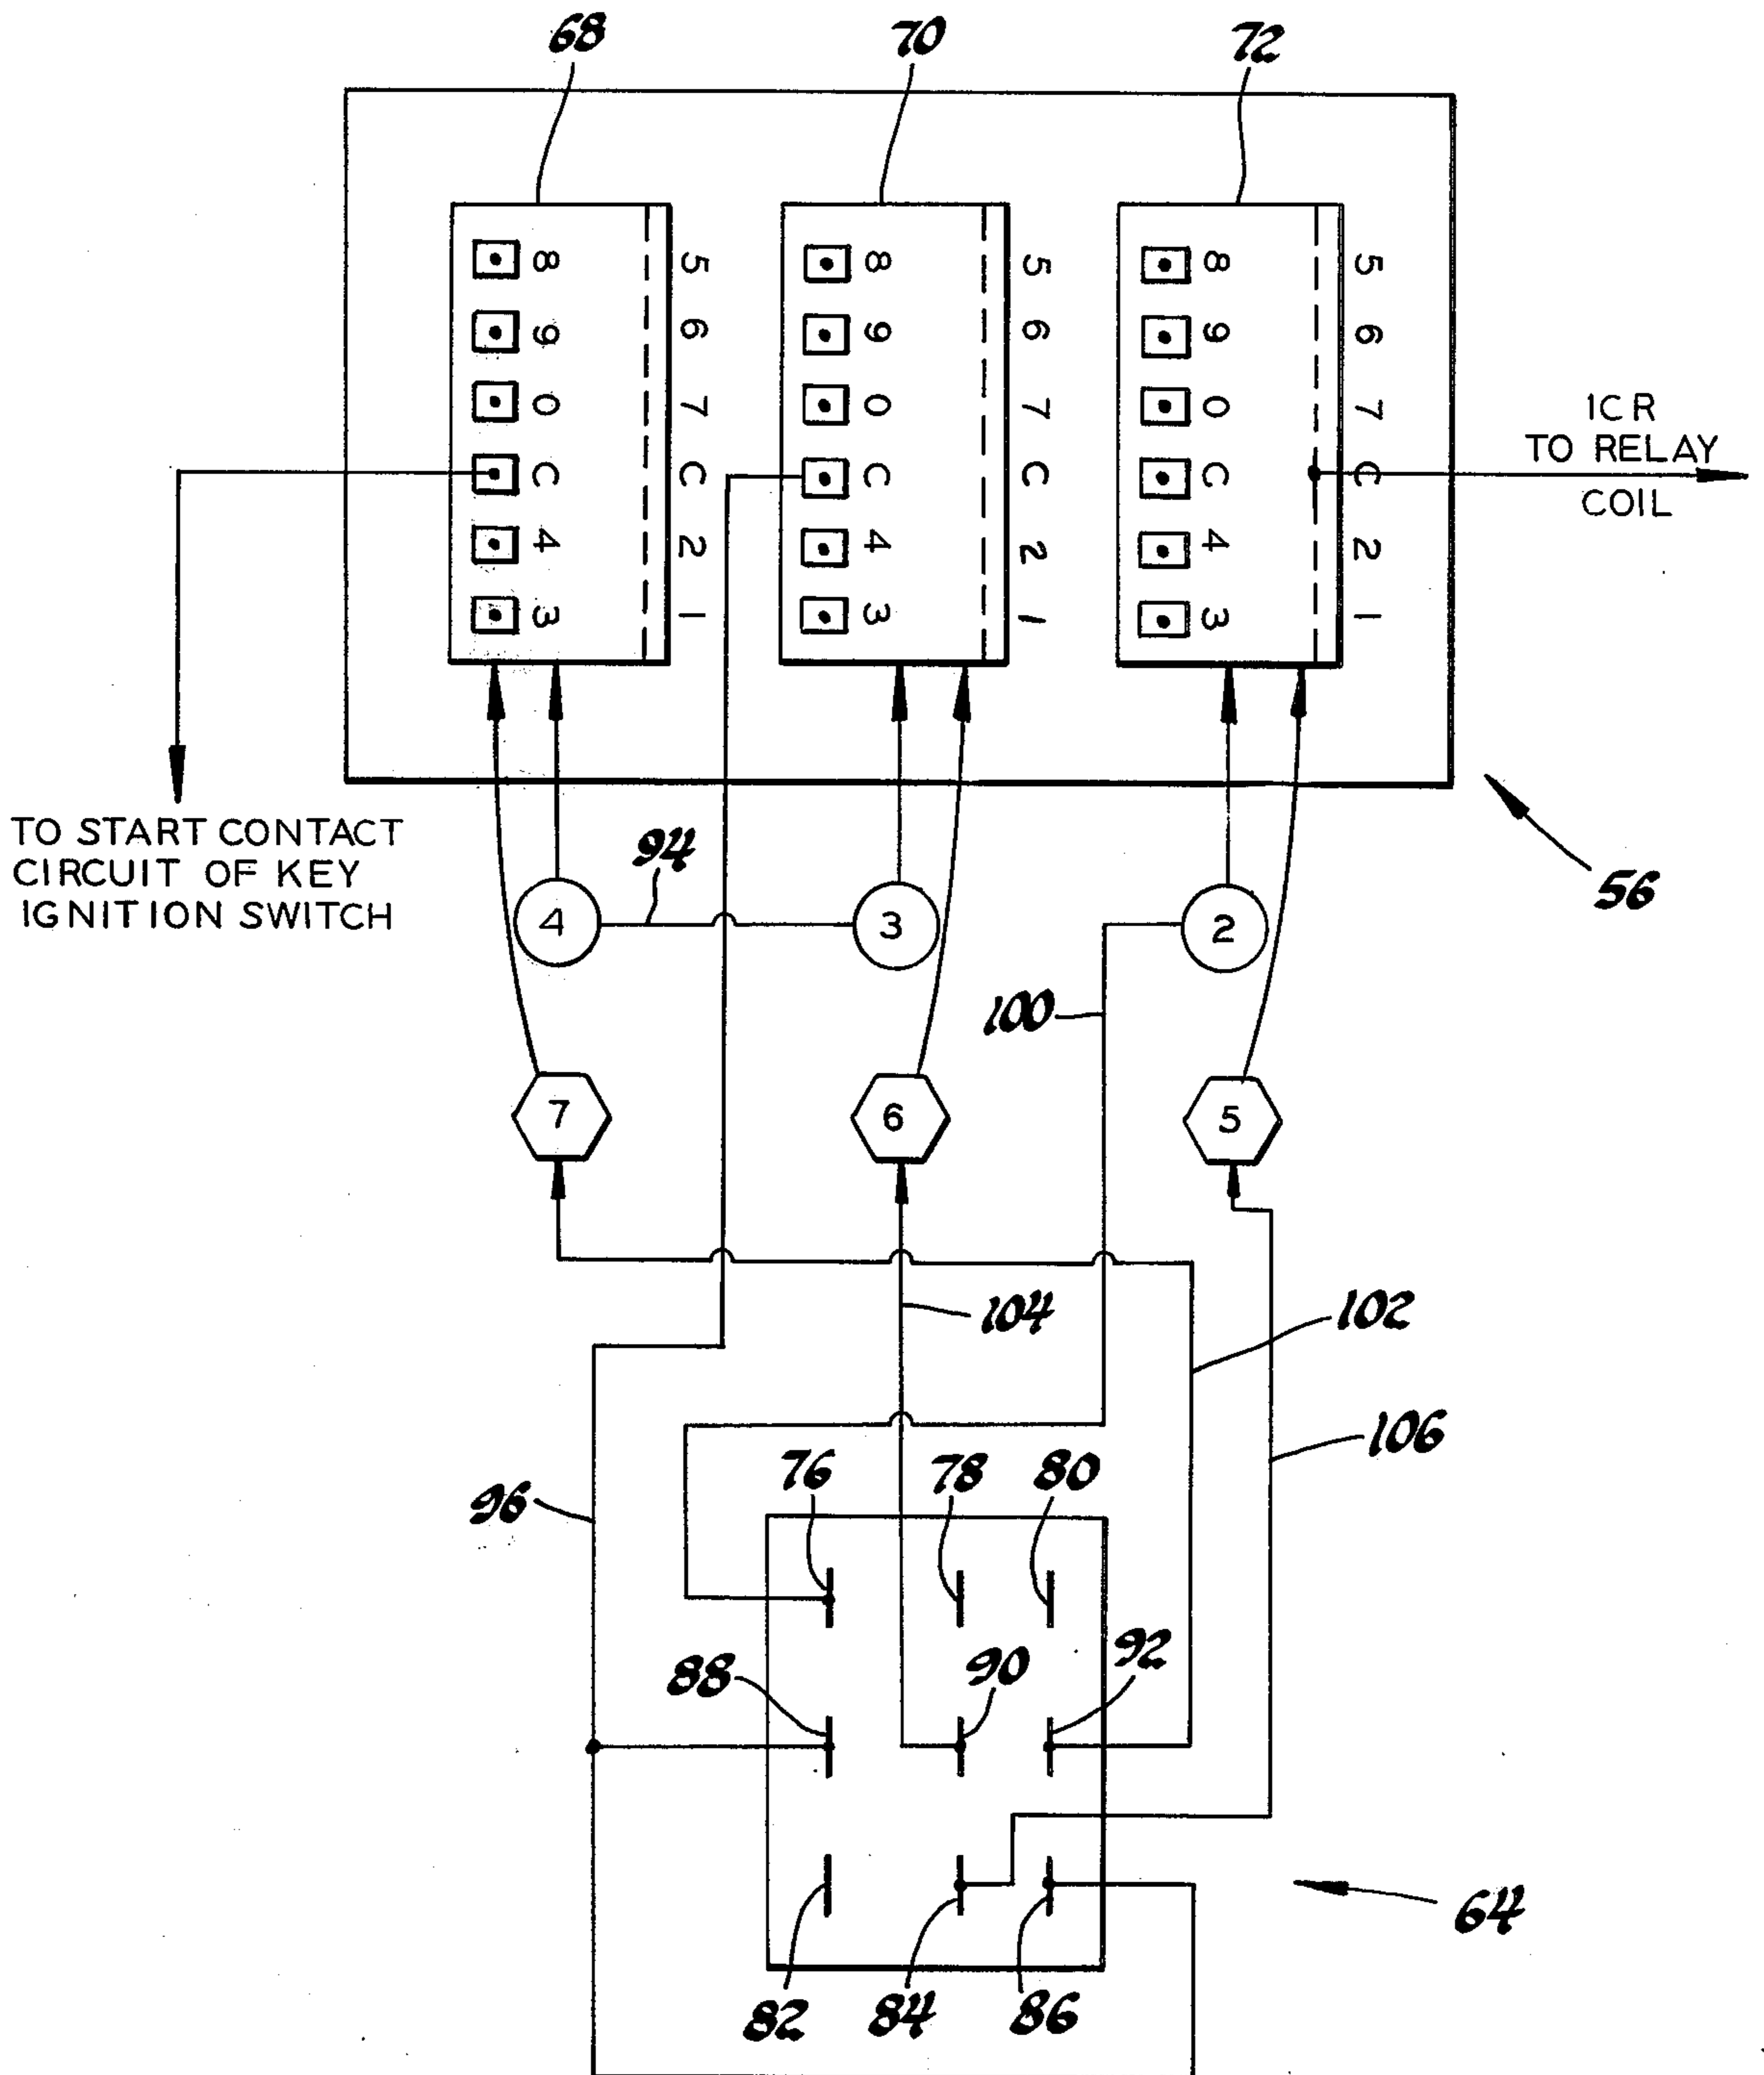 68 70 72
8 5 8 5 8 5
9 6 9 6 9 6
0 7 0 7 0 7
C C C C C C
4 2 4 2 4 2
3 1 3 1 3 1
ICR
TO RELAY
COIL
TO START CONTACT
CIRCUIT OF KEY
IGNITION SWITCH
94
56
4 3 2
100
7 6 5
104
102
106
96
76 78 80
88 90 92
64
82 84 86